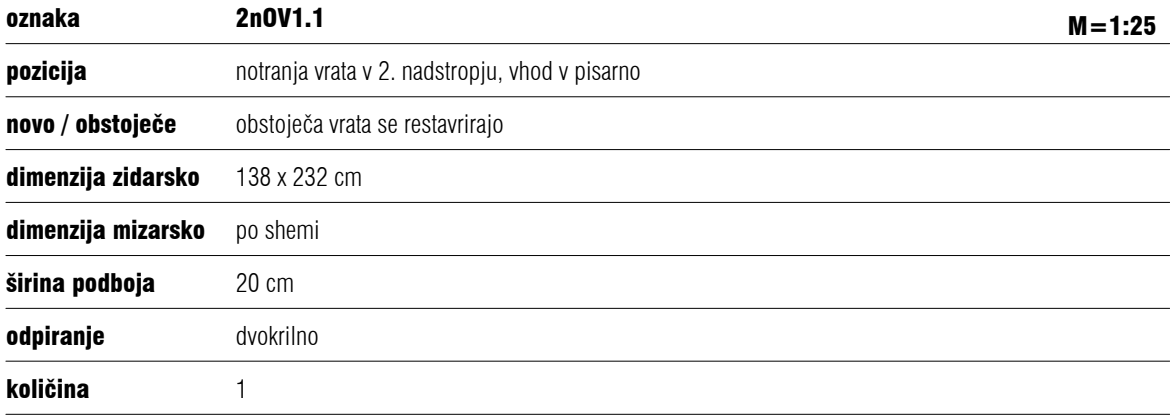 oznaka 2nOV1.1 M=1:25
pozicija notranja vrata v 2. nadstropju, vhod v pisarno
novo / obstoječe obstoječa vrata se restavrirajo
dimenzija zidarsko 138 x 232 cm
dimenzija mizarsko po shemi
širina podboja 20 cm
odpiranje dvokrilno
količina 1